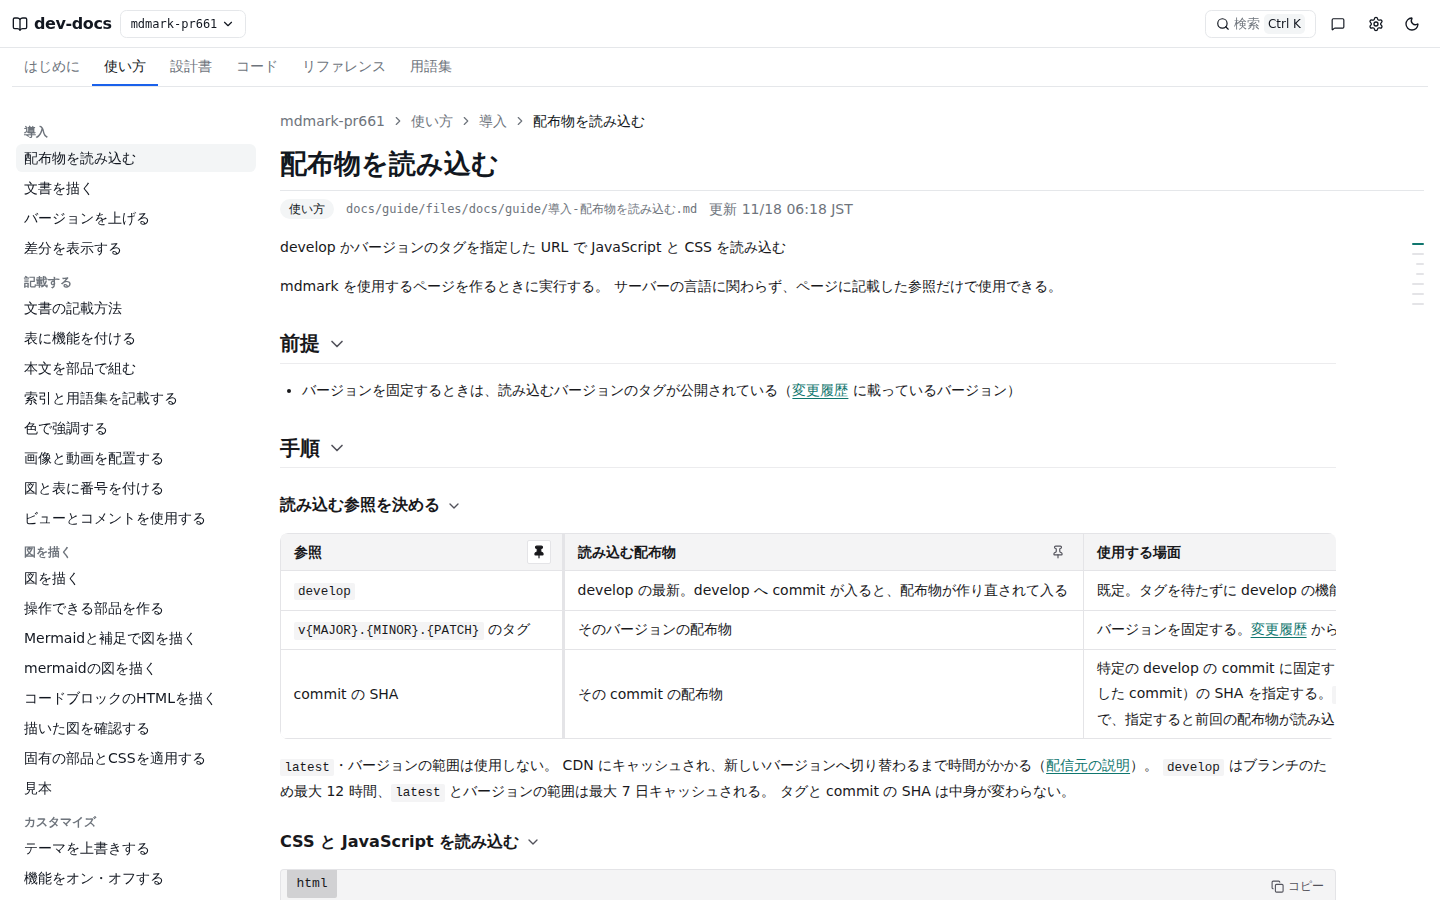 dev-docs
mdmark-pr661
検索 Ctrl K
はじめに
使い方
設計書
コード
リファレンス
用語集
導入
配布物を読み込む
文書を描く
バージョンを上げる
差分を表示する
記載する
文書の記載方法
表に機能を付ける
本文を部品で組む
索引と用語集を記載する
色で強調する
画像と動画を配置する
図と表に番号を付ける
ビューとコメントを使用する
図を描く
図を描く
操作できる部品を作る
Mermaidと補足で図を描く
mermaidの図を描く
コードブロックのHTMLを描く
描いた図を確認する
固有の部品とCSSを適用する
見本
カスタマイズ
テーマを上書きする
機能をオン・オフする
mdmark-pr661 > 使い方 > 導入 > 配布物を読み込む
配布物を読み込む
使い方 docs/guide/files/docs/guide/導入-配布物を読み込む.md 更新 11/18 06:18 JST
develop かバージョンのタグを指定した URL で JavaScript と CSS を読み込む
mdmark を使用するページを作るときに実行する。 サーバーの言語に関わらず、ページに記載した参照だけで使用できる。
前提
• バージョンを固定するときは、読み込むバージョンのタグが公開されている（変更履歴 に載っているバージョン）
手順
読み込む参照を決める
参照 読み込む配布物 使用する場面
develop develop の最新。develop へ commit が入ると、配布物が作り直されて入る 既定。タグを待たずに develop の機能
v{MAJOR}.{MINOR}.{PATCH} のタグ そのバージョンの配布物 バージョンを固定する。変更履歴 から
commit の SHA その commit の配布物 特定の develop の commit に固定す
した commit）の SHA を指定する。
で、指定すると前回の配布物が読み込
latest・バージョンの範囲は使用しない。 CDN にキャッシュされ、新しいバージョンへ切り替わるまで時間がかかる（配信元の説明）。 develop はブランチのた
め最大 12 時間、latest とバージョンの範囲は最大 7 日キャッシュされる。 タグと commit の SHA は中身が変わらない。
CSS と JavaScript を読み込む
html コピー